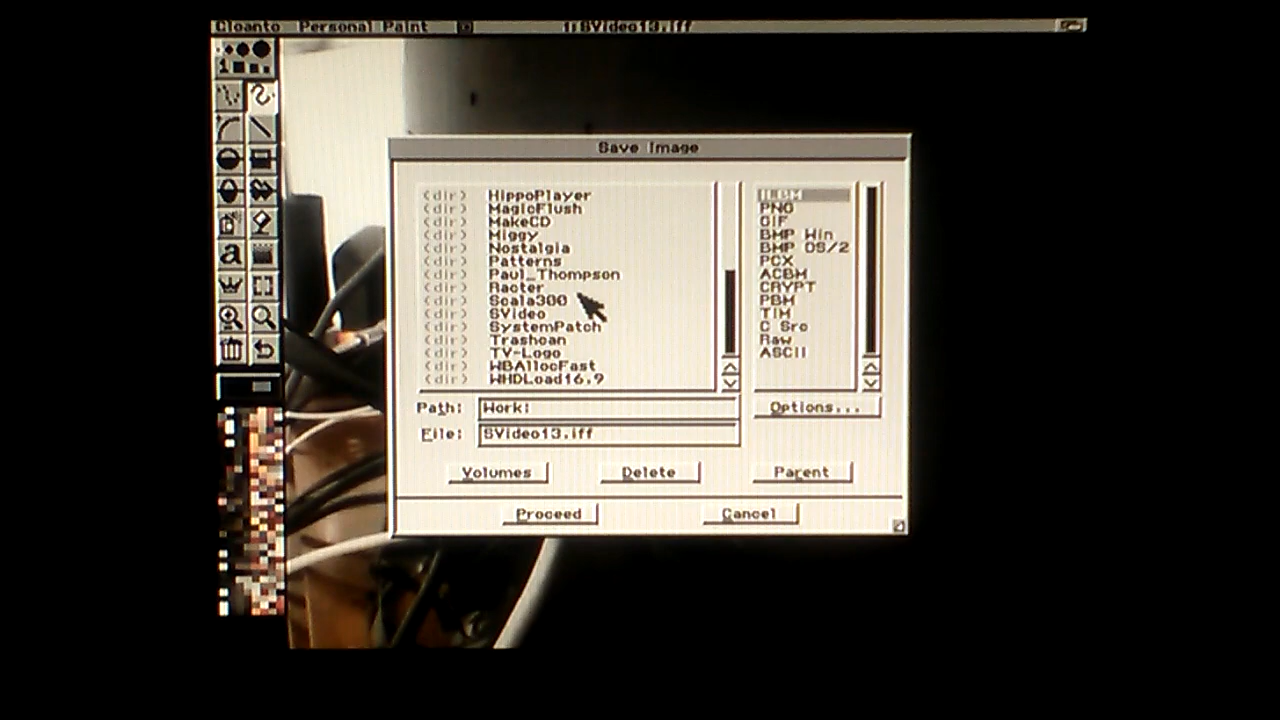 Cloanto Personal Paint 1:SVideo13.iff
1
a
Save Image
(dir) HippoPlayer
(dir) MagicFlush
(dir) MakeCD
(dir) Miggy
(dir) Nostalgia
(dir) Patterns
(dir) Paul_Thompson
(dir) Racter
(dir) Scala300
(dir) SVideo
(dir) SystemPatch
(dir) Trashcan
(dir) TV-Logo
(dir) WBAllocFast
(dir) WHDLoad16.9
ILBM
PNG
GIF
BMP Win
BMP OS/2
PCX
ACBM
CRYPT
PBM
TIM
C Src
Raw
ASCII
Path: Work:
Options...
File: SVideo13.iff
Volumes Delete Parent
Proceed Cancel